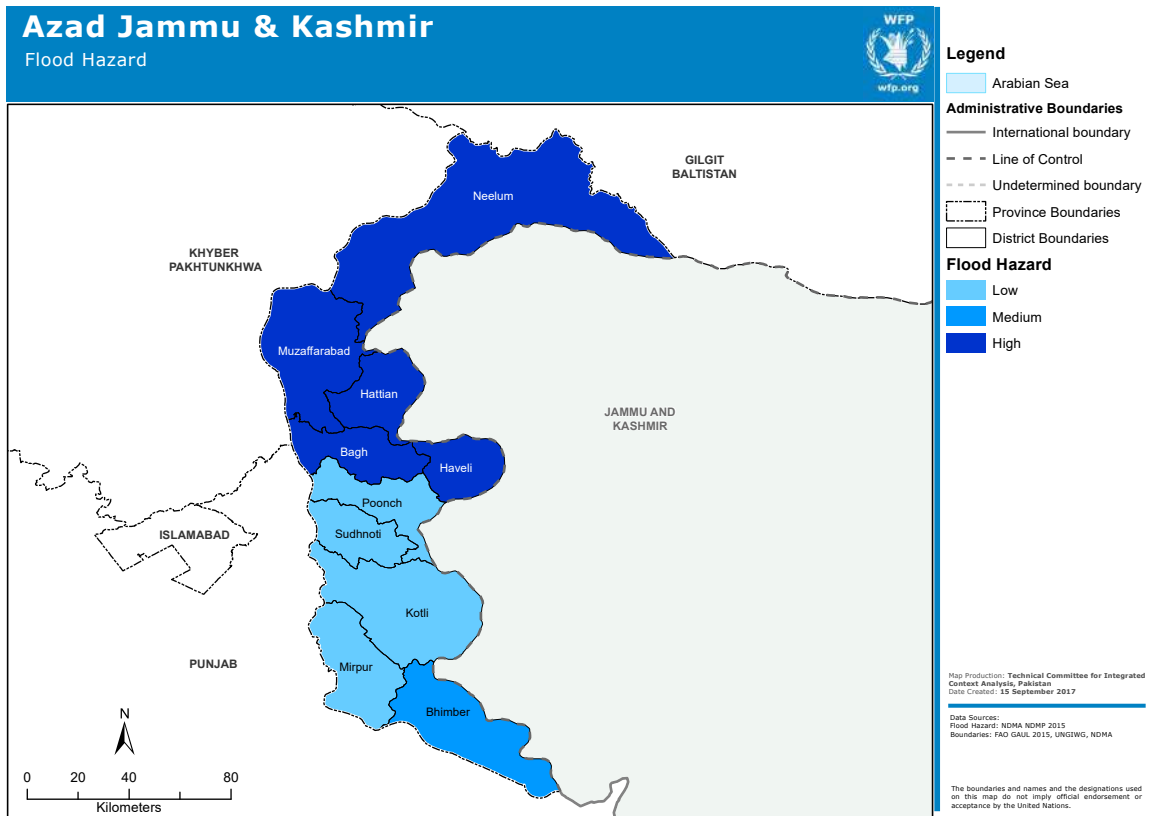 Azad Jammu & Kashmir
Flood Hazard
WFP
wfp.org
Legend
Arabian Sea
Administrative Boundaries
International boundary
Line of Control
Undetermined boundary
Province Boundaries
District Boundaries
Flood Hazard
Low
Medium
High
GILGIT
BALTISTAN
Neelum
KHYBER
PAKHTUNKHWA
Muzaffarabad
Hattian
JAMMU AND
KASHMIR
Bagh
Haveli
Poonch
ISLAMABAD
Sudhnoti
Kotli
PUNJAB
Mirpur
Bhimber
N
0 20 40 80
Kilometers
Map Production: Technical Committee for Integrated
Context Analysis, Pakistan
Date Created: 15 September 2017
Data Sources:
Flood Hazard: NDMA NDMP 2015
Boundaries: FAO GAUL 2015, UNGIWG, NDMA
The boundaries and names and the designations used
on this map do not imply official endorsement or
acceptance by the United Nations.